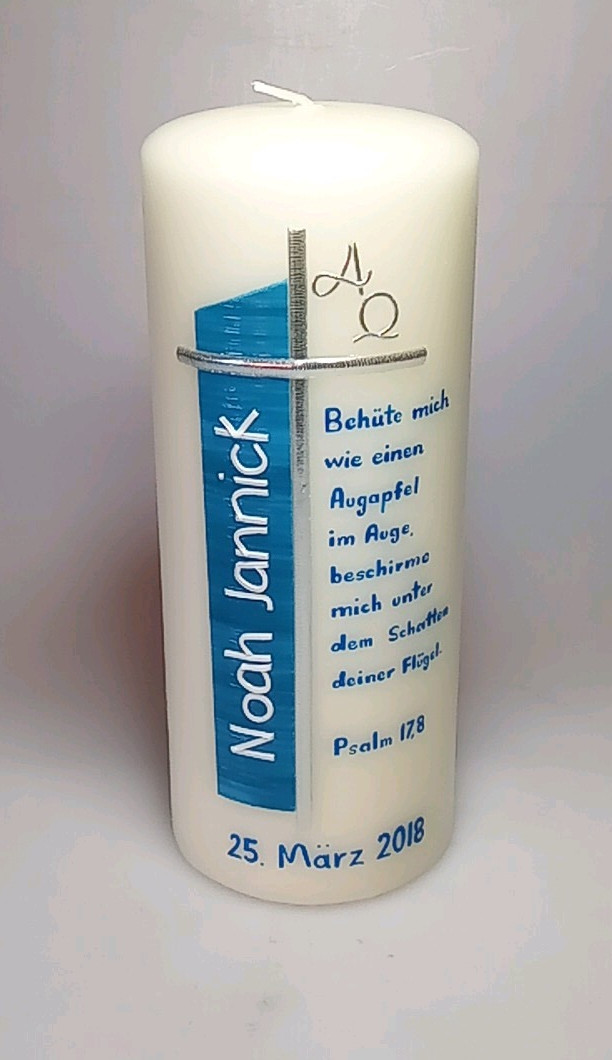 Noah Jannick
Α
Ω
Behüte mich
wie einen
Augapfel
im Auge,
beschirme
mich unter
dem Schatten
deiner Flügel.
Psalm 17,8
25. März 2018